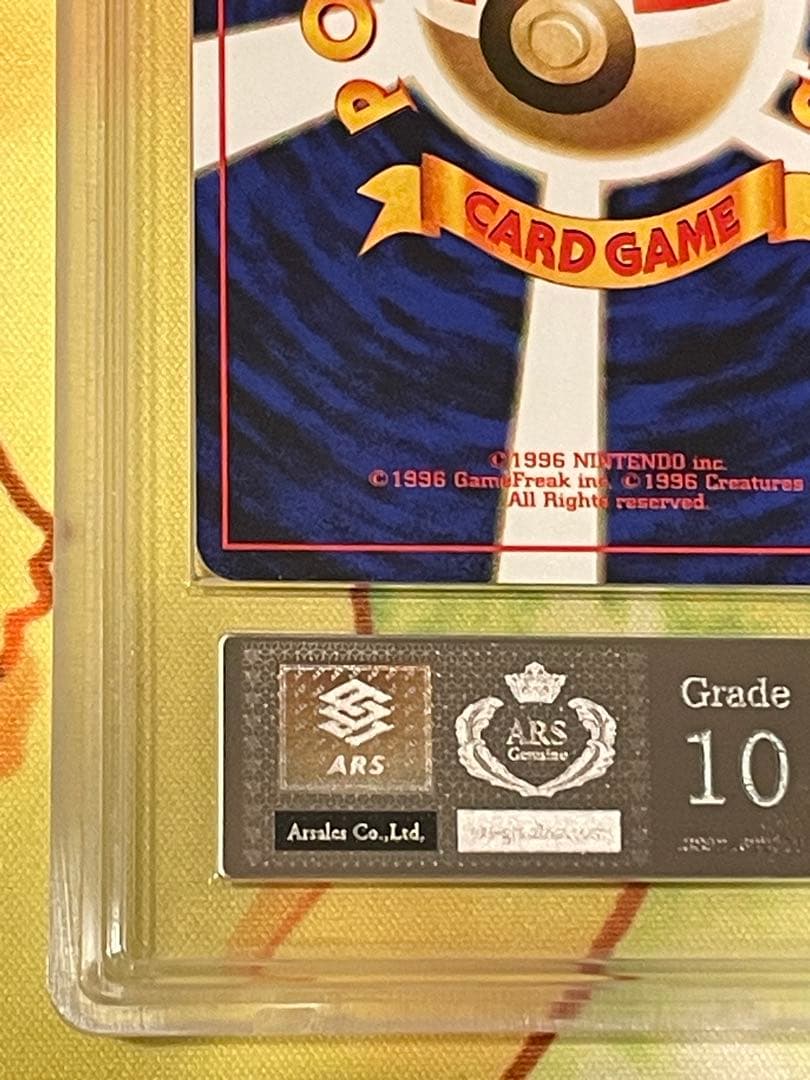 PO
CARD GAME
©1996 NINTENDO inc.
©1996 GameFreak inc. ©1996 Creatures
All Rights reserved.
ARS
ARS
Genuine
Arsales Co.,Ltd.
Grade
10